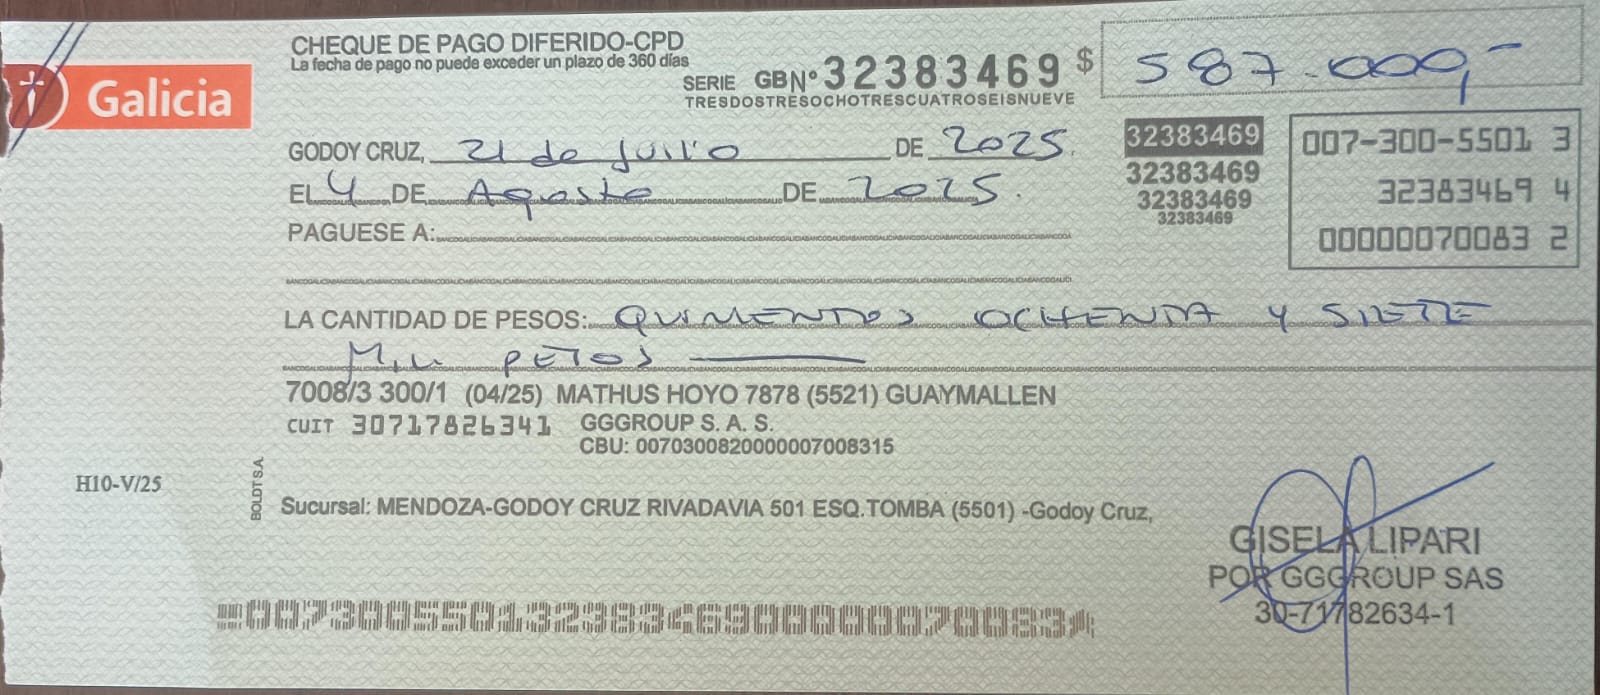 CHEQUE DE PAGO DIFERIDO-CPD
La fecha de pago no puede exceder un plazo de 360 días
Galicia
SERIE GB Nº 32383469 $ 587.000,-
TRESDOSTRESOCHOTRESCUATROSEISNUEVE
GODOY CRUZ, 21 de Julio DE 2025.
EL 4 DE Agosto DE 2025.
PAGUESE A:
32383469
32383469
32383469
32383469
007-300-5501 3
32383469 4
00000070083 2
LA CANTIDAD DE PESOS: QUINIENTOS OCHENTA Y SIETE
MIL PESOS
7008/3 300/1 (04/25) MATHUS HOYO 7878 (5521) GUAYMALLEN
CUIT 30717826341 GGGROUP S. A. S.
CBU: 0070300820000007008315
H10-V/25
BOLDT S.A.
Sucursal: MENDOZA-GODOY CRUZ RIVADAVIA 501 ESQ.TOMBA (5501) -Godoy Cruz,
GISELA LIPARI
POR GGGROUP SAS
30-71782634-1
00730055013238346900000070083